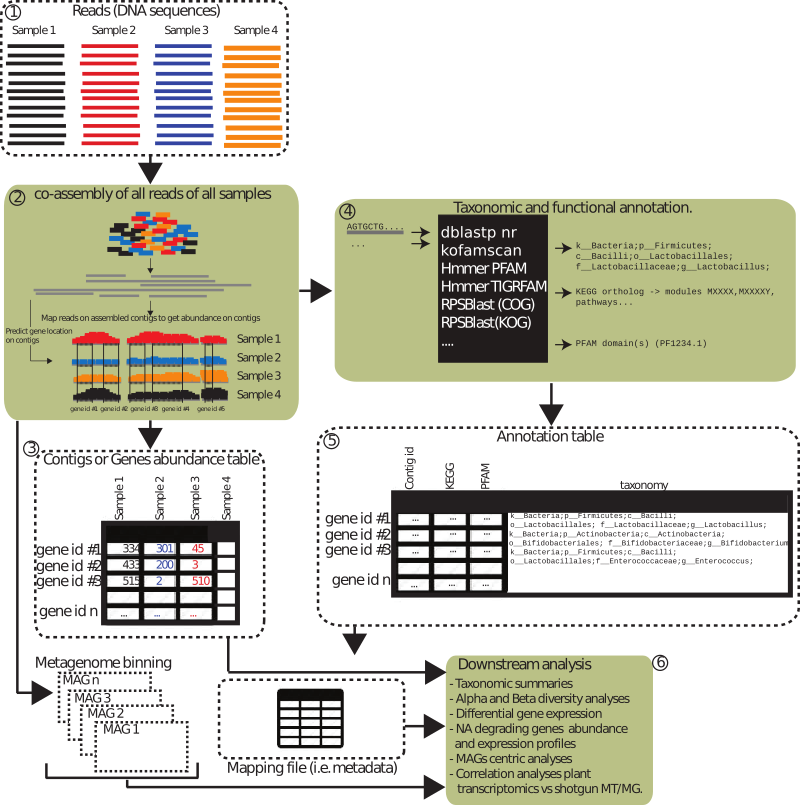 1
Reads (DNA sequences)
Sample 1 Sample 2 Sample 3 Sample 4
2
co-assembly of all reads of all samples
Map reads on assembled contigs to get abundance on contigs
Predict gene location
on contigs
Sample 1
Sample 2
Sample 3
Sample 4
gene id #1 gene id #2 gene id #3 gene id #4 gene id #5
4
Taxonomic and functional annotation.
AGTGCTG....
...
dblastp nr
kofamscan
Hmmer PFAM
Hmmer TIGRFAM
RPSBlast (COG)
RPSBlast(KOG)
....
k__Bacteria;p__Firmicutes;
c__Bacilli;o__Lactobacillales;
f__Lactobacillaceae;g__Lactobacillus;
KEGG ortholog -> modules MXXXX,MXXXXY,
pathways...
PFAM domain(s) (PF1234.1)
3
Contigs or Genes abundance table
Sample 1 Sample 2 Sample 3 Sample 4
gene id #1 334 301 45
gene id #2 433 200 3
gene id #3 515 2 510
gene id n ... ... ...
5
Annotation table
Contig id KEGG PFAM taxonomy
gene id #1 ... ... ... k__Bacteria;p__Firmicutes;c__Bacilli;
o__Lactobacillales; f__Lactobacillaceae;g__Lactobacillus;
gene id #2 ... ... ... k__Bacteria;p__Actinobacteria;c__Actinobacteria;
o__Bifidobacteriales; f__Bifidobacteriaceae;g__Bifidobacterium
gene id #3 ... ... ... k__Bacteria;p__Firmicutes;c__Bacilli;
o__Lactobacillales;f__Enterococcaceae;g__Enterococcus;
gene id n ... ... ...
Metagenome binning
MAG n
MAG 3
MAG 2
MAG 1
Mapping file (i.e. metadata)
6
Downstream analysis
- Taxonomic summaries
- Alpha and Beta diversity analyses
- Differential gene expression
- NA degrading genes abundance
and expression profiles
- MAGs centric analyses
- Correlation analyses plant
transcriptomics vs shotgun MT/MG.